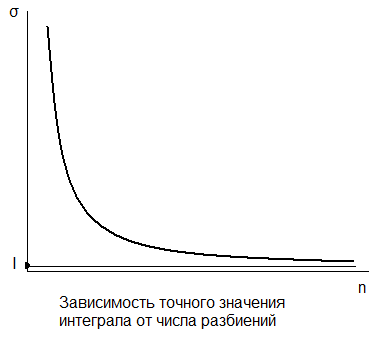 σ
I
n
Зависимость точного значения
интеграла от числа разбиений